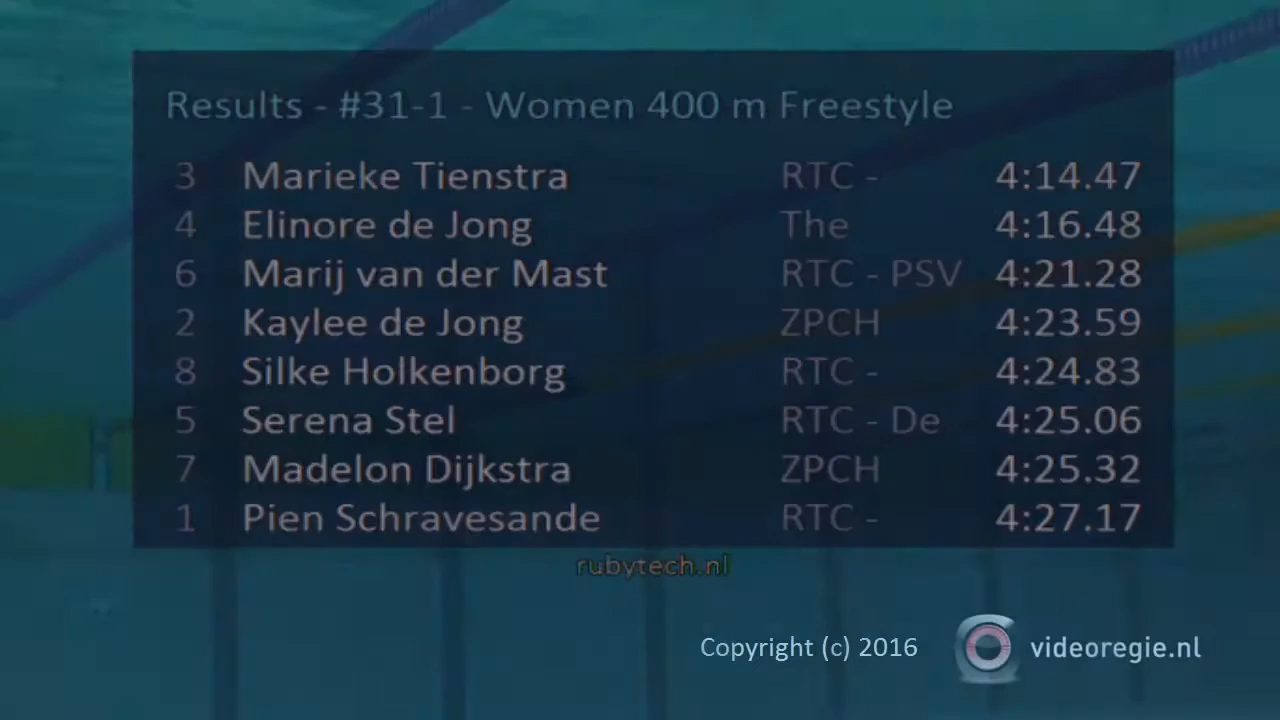 Results - #31-1 - Women 400 m Freestyle
3 Marieke Tienstra RTC - 4:14.47
4 Elinore de Jong The 4:16.48
6 Marij van der Mast RTC - PSV 4:21.28
2 Kaylee de Jong ZPCH 4:23.59
8 Silke Holkenborg RTC - 4:24.83
5 Serena Stel RTC - De 4:25.06
7 Madelon Dijkstra ZPCH 4:25.32
1 Pien Schravesande RTC - 4:27.17
rubytech.nl
Copyright (c) 2016 videoregie.nl